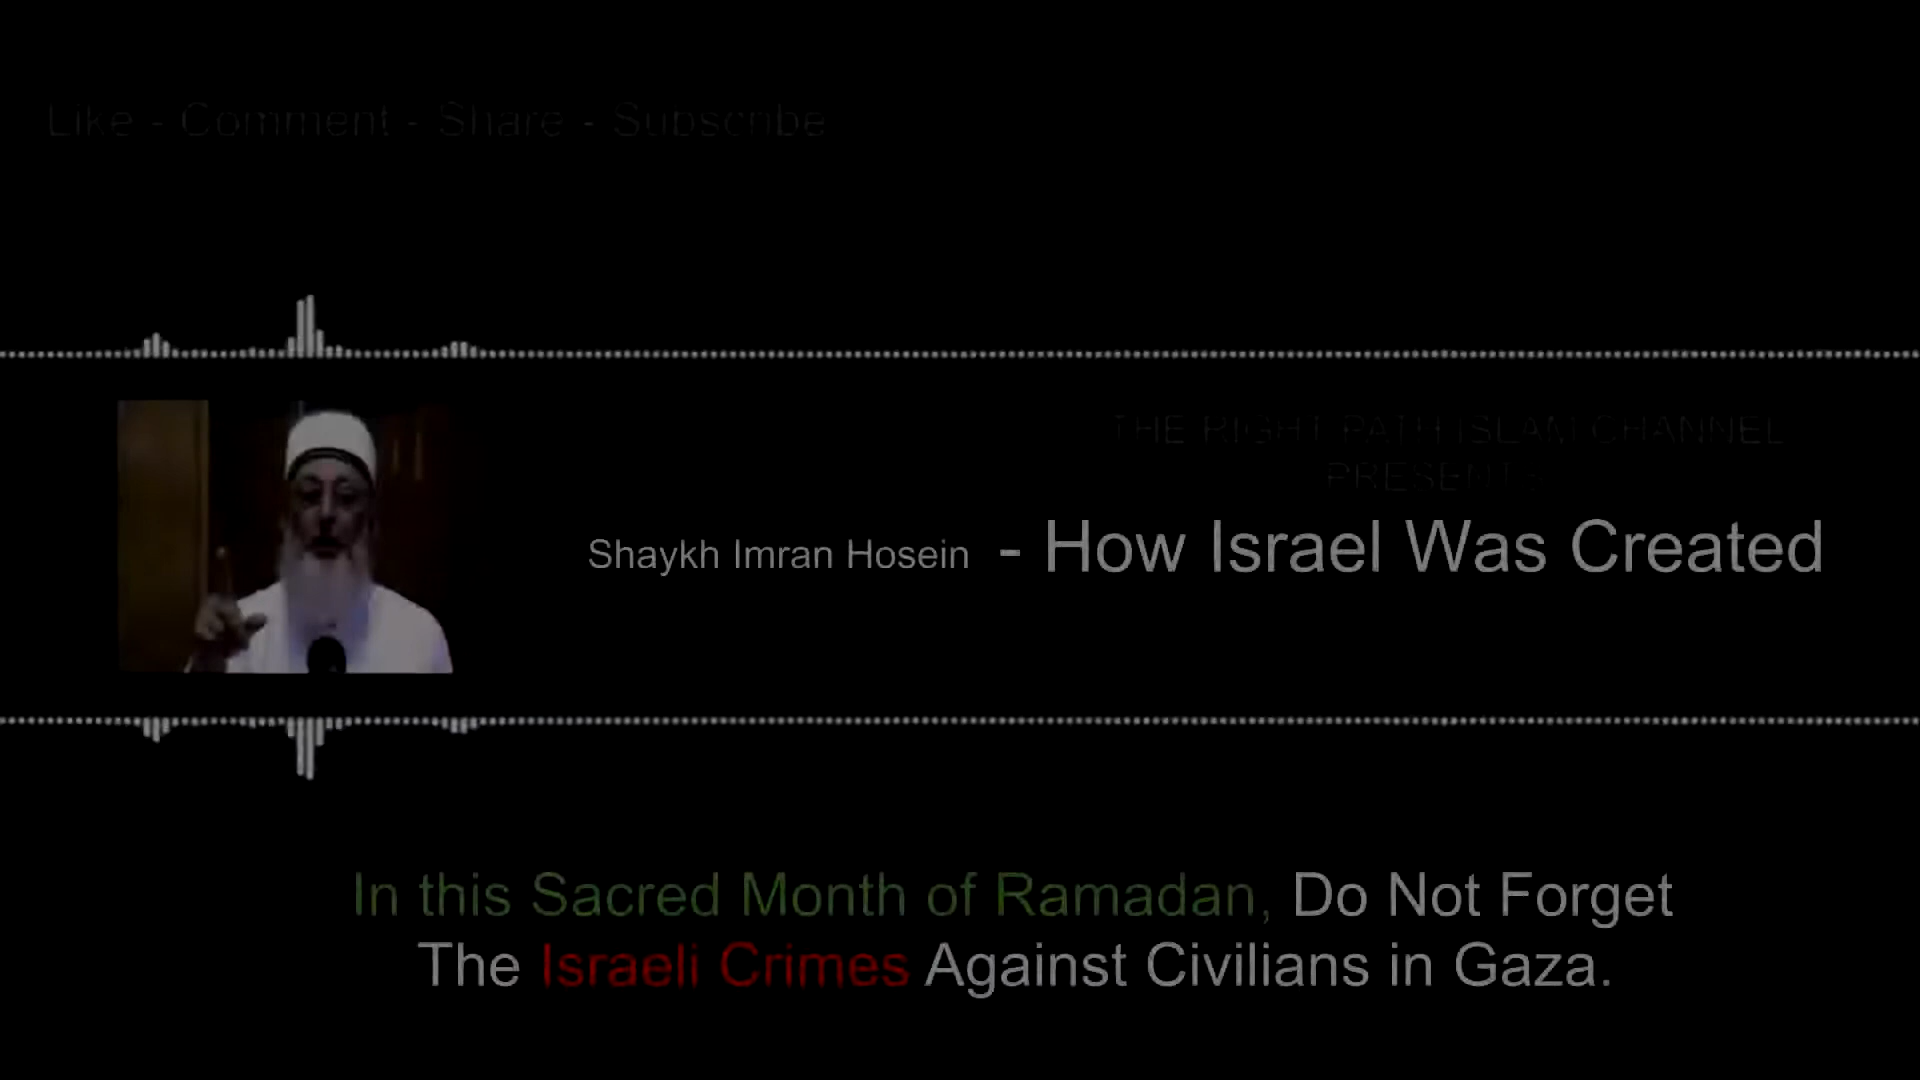 Like - Comment - Share - Subscribe
THE RIGHT PATH ISLAM CHANNEL
PRESENTS
Shaykh Imran Hosein - How Israel Was Created
In this Sacred Month of Ramadan, Do Not Forget
The Israeli Crimes Against Civilians in Gaza.